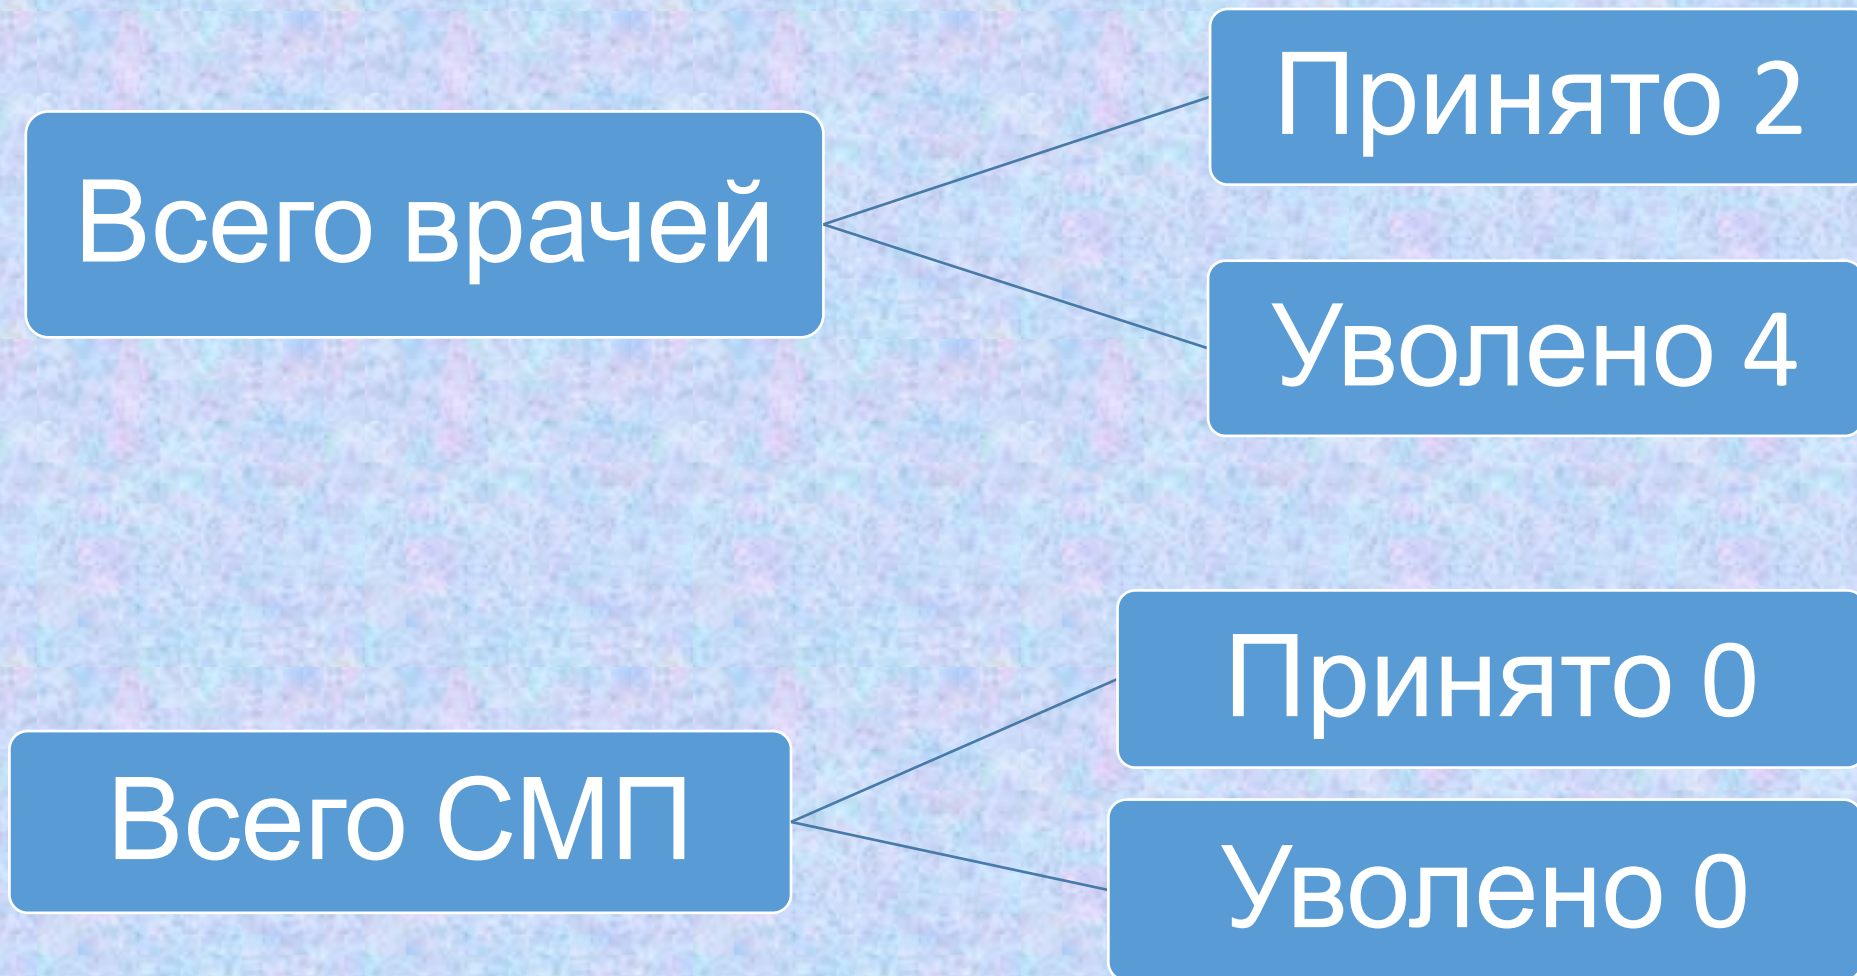 Всего врачей
Принято 2
Уволено 4
Всего СМП
Принято 0
Уволено 0